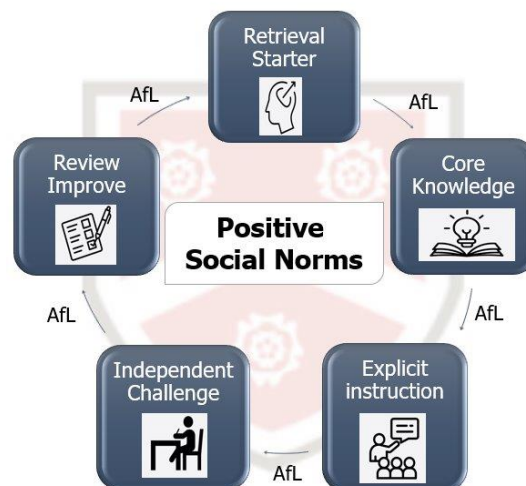 Retrieval
Starter
AfL
AfL
Review
Improve
Core
Knowledge
Positive
Social Norms
AfL
AfL
Independent
Challenge
Explicit
instruction
AfL